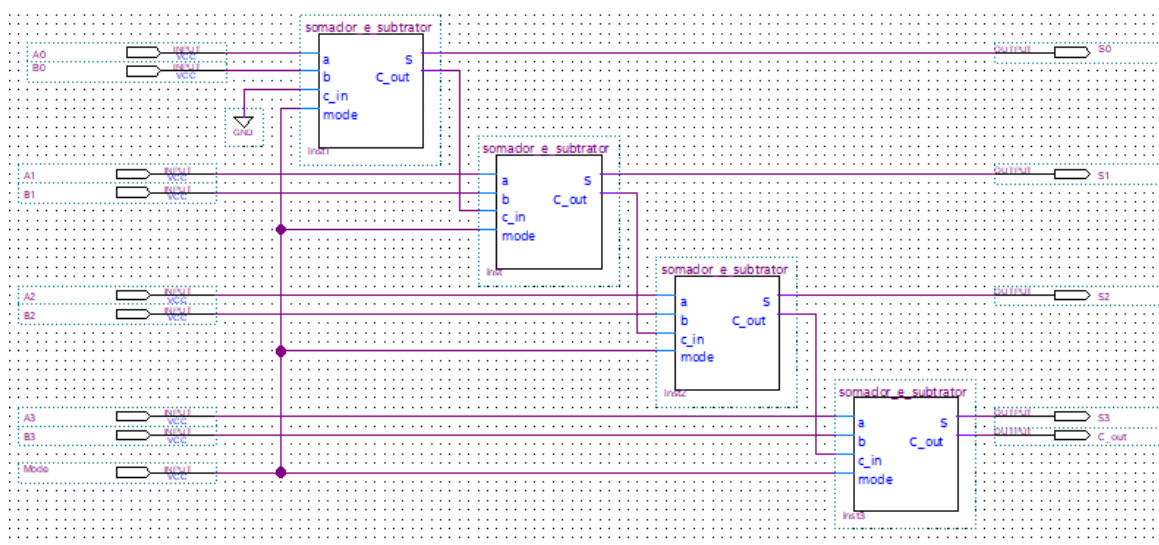 somador_e_subtrator
A0 INPUT VCC
B0 INPUT VCC
a S
b C_out
c_in
mode
GND
inst1
OUTPUT S0
somador_e_subtrator
A1 INPUT VCC
B1 INPUT VCC
a S
b C_out
c_in
mode
inst
OUTPUT S1
somador_e_subtrator
A2 INPUT VCC
B2 INPUT VCC
a S
b C_out
c_in
mode
inst2
OUTPUT S2
somador_e_subtrator
A3 INPUT VCC
B3 INPUT VCC
Mode INPUT VCC
a S
b C_out
c_in
mode
inst3
OUTPUT S3
OUTPUT C_out